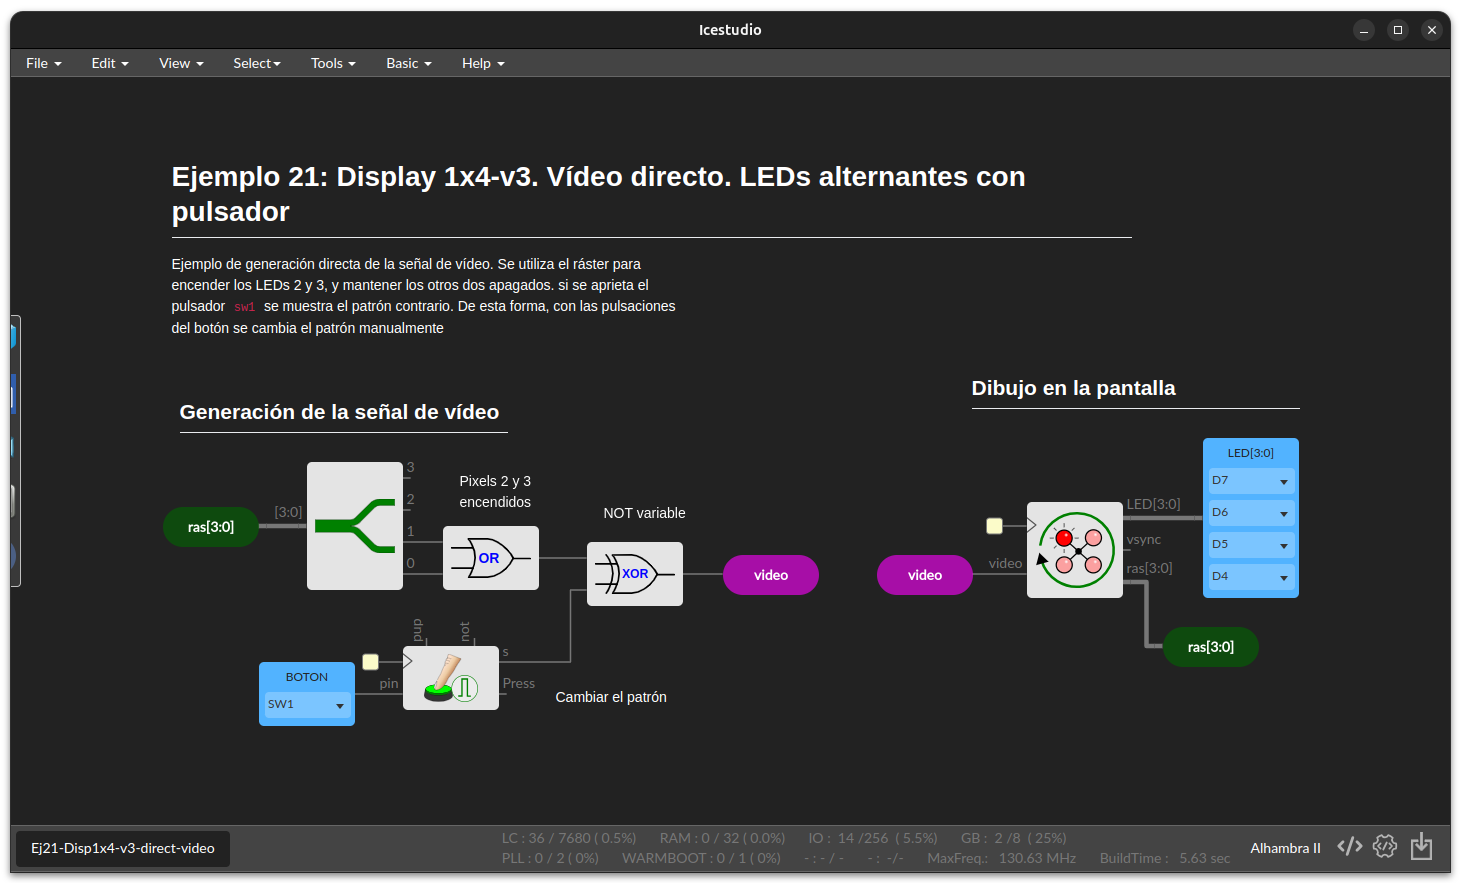 Icestudio
File Edit View Select Tools Basic Help
Ejemplo 21: Display 1x4-v3. Vídeo directo. LEDs alternantes con
pulsador
Ejemplo de generación directa de la señal de vídeo. Se utiliza el ráster para
encender los LEDs 2 y 3, y mantener los otros dos apagados. si se aprieta el
pulsador sw1 se muestra el patrón contrario. De esta forma, con las pulsaciones
del botón se cambia el patrón manualmente
Generación de la señal de vídeo
ras[3:0]
[3:0]
3
2
1
0
Pixels 2 y 3
encendidos
OR
NOT variable
XOR
video
BOTON
SW1
pup
not
pin
s
Press
Cambiar el patrón
Dibujo en la pantalla
video
video
LED[3:0]
vsync
ras[3:0]
LED[3:0]
D7
D6
D5
D4
ras[3:0]
Ej21-Disp1x4-v3-direct-video
LC : 36 / 7680 ( 0.5%) RAM : 0 / 32 ( 0.0%) IO : 14 /256 ( 5.5%) GB : 2 /8 ( 25%)
PLL : 0 / 2 ( 0%) WARMBOOT : 0 / 1 ( 0%) - : - / - - : -/- MaxFreq.: 130.63 MHz BuildTime : 5.63 sec
Alhambra II